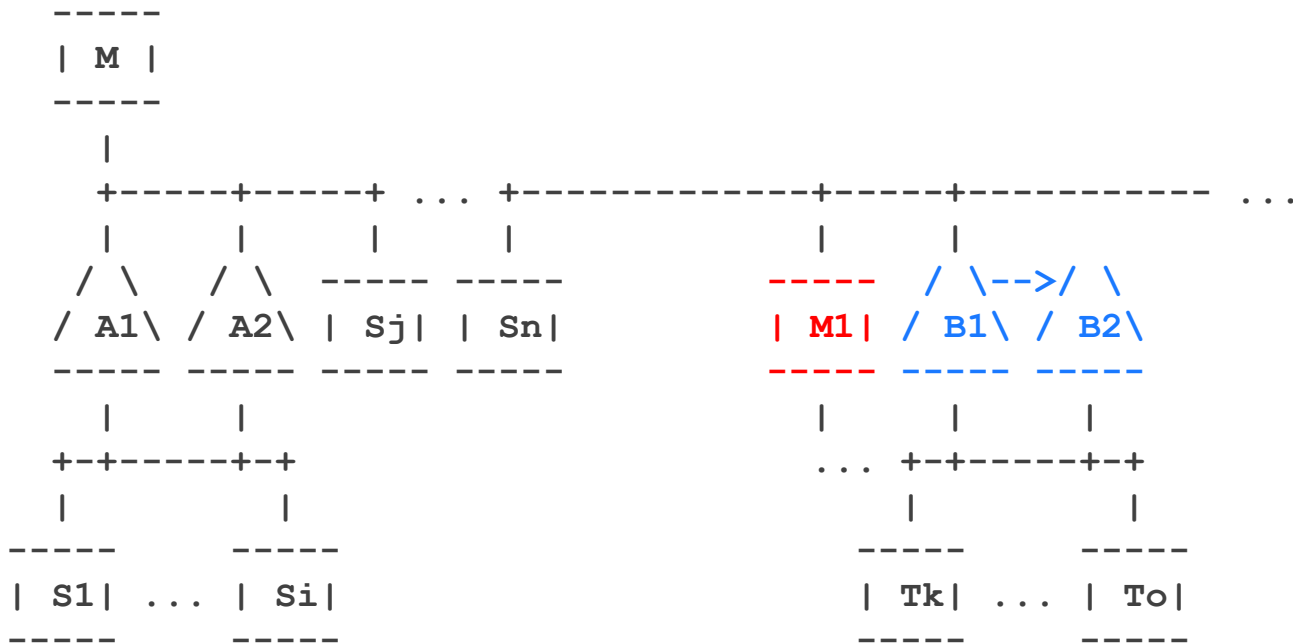 -----
| M |
-----
|
+-----+-----+ ... +-------------+-----+----------- ...
| | | | | |
/ \ / \ ----- ----- ----- / \-->/ \
/ A1\ / A2\ | Sj| | Sn| | M1| / B1\ / B2\
----- ----- ----- ----- ----- ----- -----
| | | | |
+-+-----+-+ ... +-+-----+-+
| | | |
----- ----- ----- -----
| S1| ... | Si| | Tk| ... | To|
----- ----- ----- -----